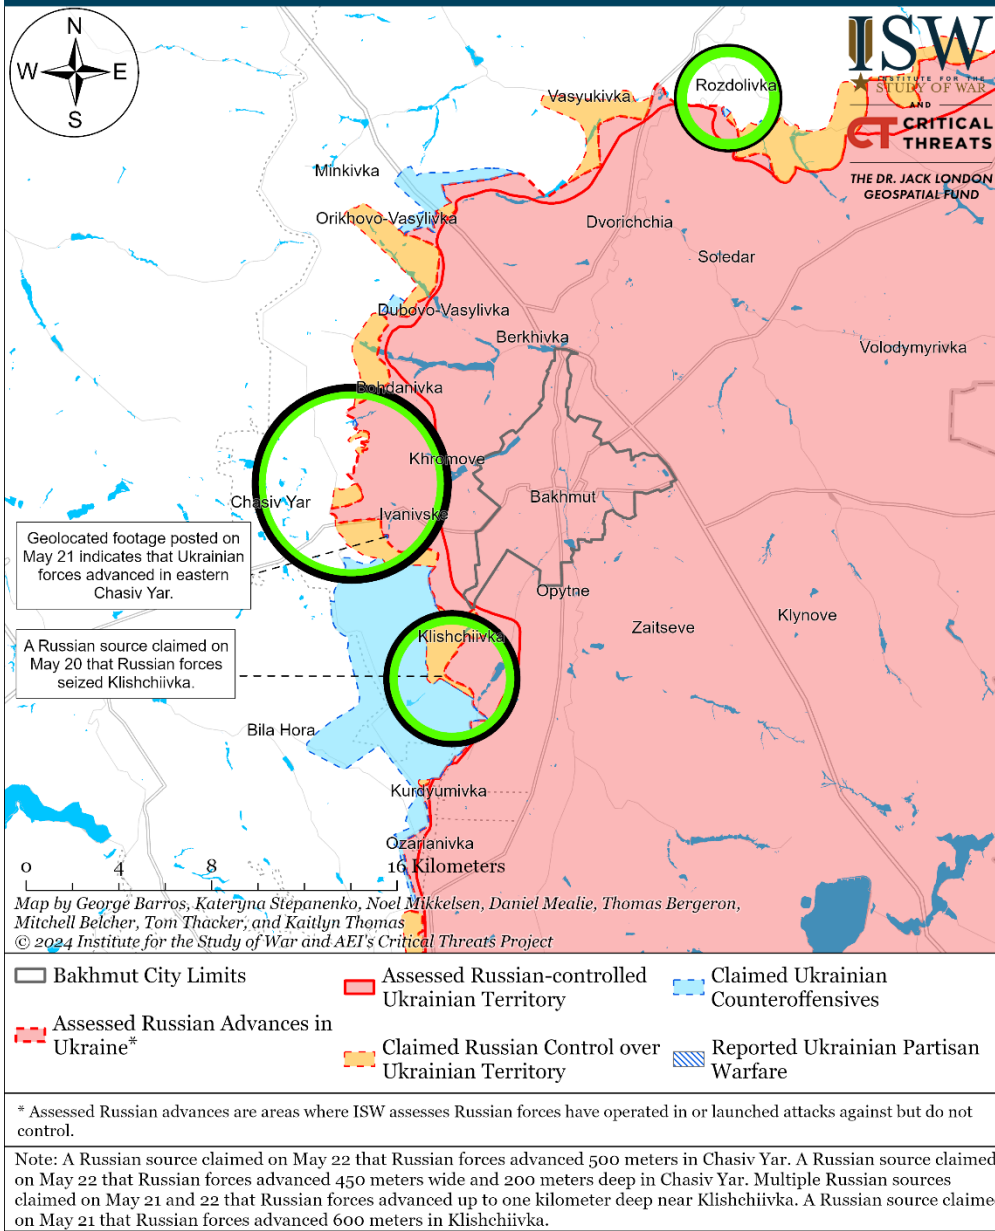 N
W E
S
ISW
INSTITUTE FOR THE
STUDY OF WAR
AND
CT CRITICAL
THREATS
THE DR. JACK LONDON
GEOSPATIAL FUND
Rozdolivka
Vasyukivka
Minkivka
Orikhovo-Vasylivka
Dvorichchia
Soledar
Dubovo-Vasylivka
Berkhivka
Volodymyrivka
Bohdanivka
Khromove
Chasiv Yar
Bakhmut
Ivanivske
Geolocated footage posted on
May 21 indicates that Ukrainian
forces advanced in eastern
Chasiv Yar.
Opytne
Klynove
Zaitseve
Klishchiivka
A Russian source claimed on
May 20 that Russian forces
seized Klishchiivka.
Bila Hora
Kurdyumivka
Ozarianivka
0 4 8 16 Kilometers
Map by George Barros, Kateryna Stepanenko, Noel Mikkelsen, Daniel Mealie, Thomas Bergeron,
Mitchell Belcher, Tom Thacker, and Kaitlyn Thomas
© 2024 Institute for the Study of War and AEI's Critical Threats Project
Bakhmut City Limits
Assessed Russian Advances in
Ukraine*
Assessed Russian-controlled
Ukrainian Territory
Claimed Russian Control over
Ukrainian Territory
Claimed Ukrainian
Counteroffensives
Reported Ukrainian Partisan
Warfare
* Assessed Russian advances are areas where ISW assesses Russian forces have operated in or launched attacks against but do not
control.
Note: A Russian source claimed on May 22 that Russian forces advanced 500 meters in Chasiv Yar. A Russian source claimed
on May 22 that Russian forces advanced 450 meters wide and 200 meters deep in Chasiv Yar. Multiple Russian sources
claimed on May 21 and 22 that Russian forces advanced up to one kilometer deep near Klishchiivka. A Russian source claime
on May 21 that Russian forces advanced 600 meters in Klishchiivka.